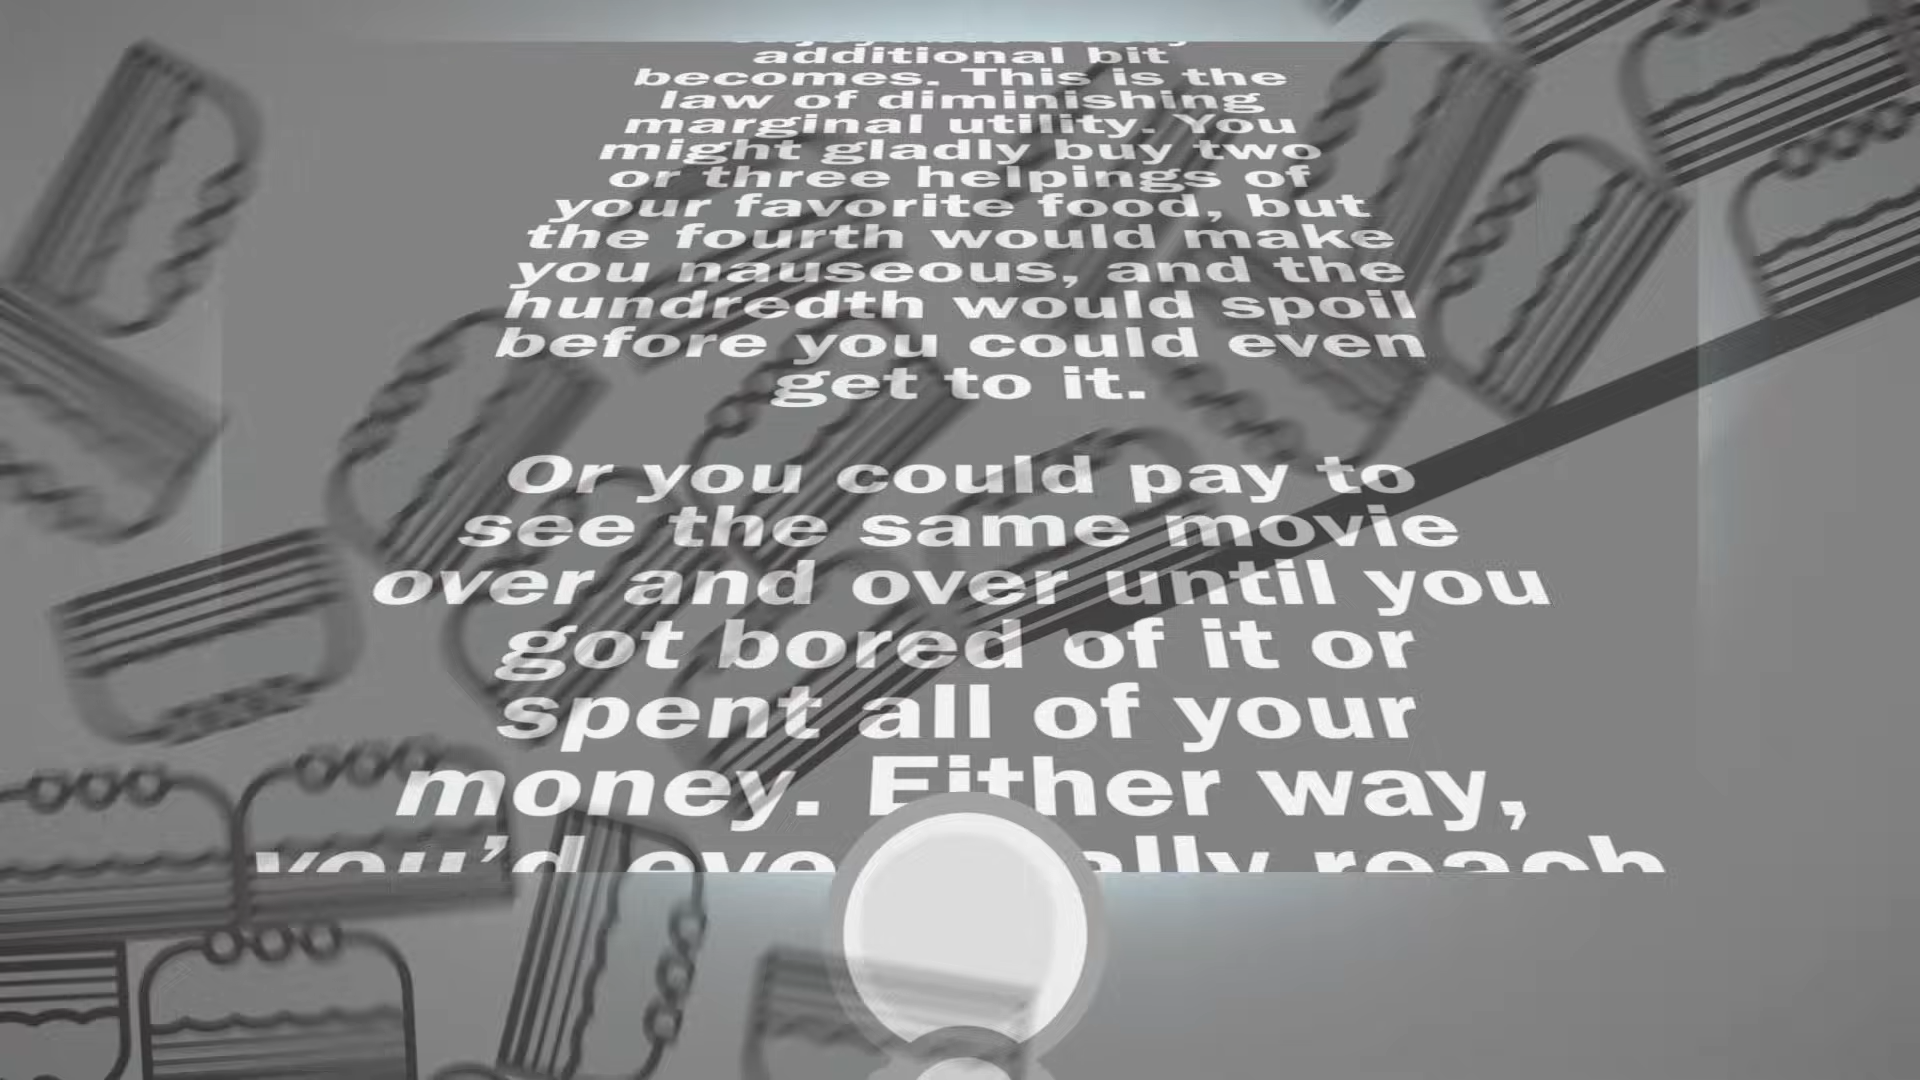 additional bit
becomes. This is the
law of diminishing
marginal utility. You
might gladly buy two
or three helpings of
your favorite food, but
the fourth would make
you nauseous, and the
hundredth would spoil
before you could even
get to it.
Or you could pay to
see the same movie
over and over until you
got bored of it or
spent all of your
money. Either way,
you'd reach